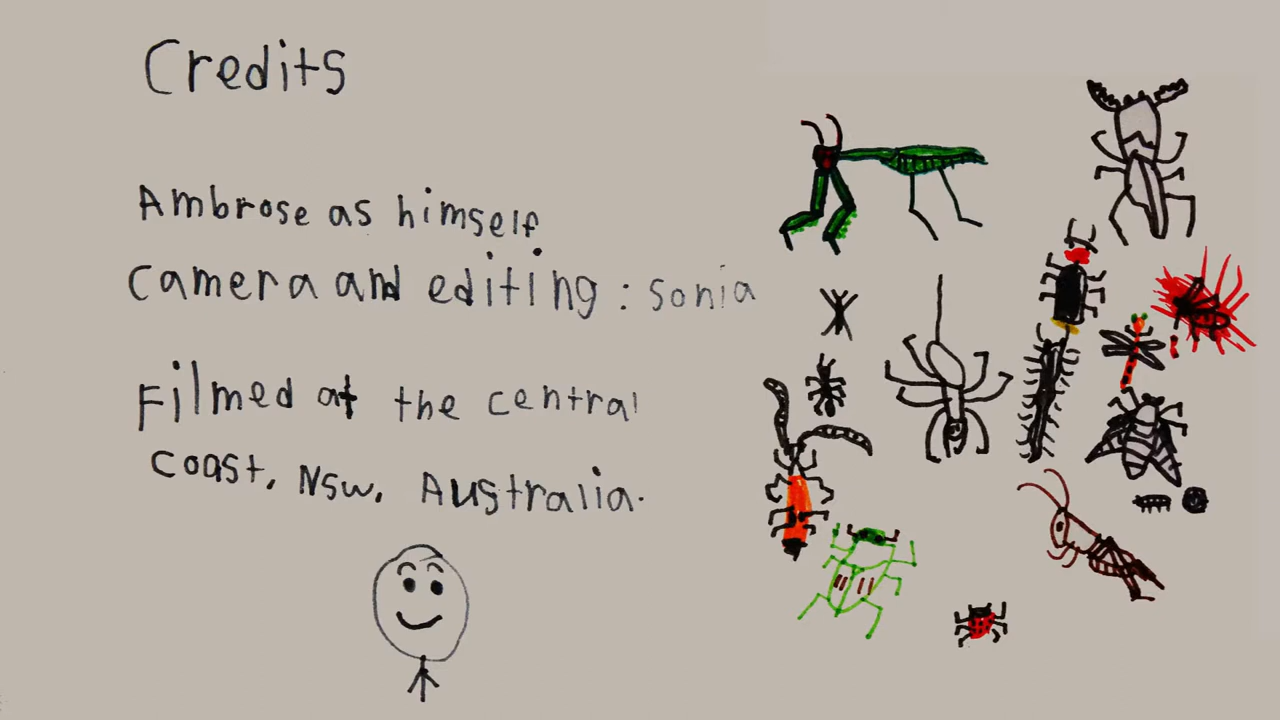 Credits
Ambrose as himself
camera and editing : sonia
Filmed at the central
coast, Nsw, Australia.